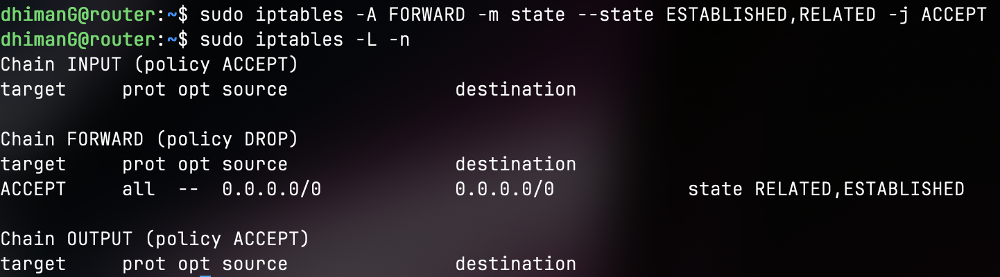 dhimanG@router:~$ sudo iptables -A FORWARD -m state --state ESTABLISHED,RELATED -j ACCEPT
dhimanG@router:~$ sudo iptables -L -n
Chain INPUT (policy ACCEPT)
target     prot opt source               destination

Chain FORWARD (policy DROP)
target     prot opt source               destination
ACCEPT     all  --  0.0.0.0/0            0.0.0.0/0            state RELATED,ESTABLISHED

Chain OUTPUT (policy ACCEPT)
target     prot opt source               destination